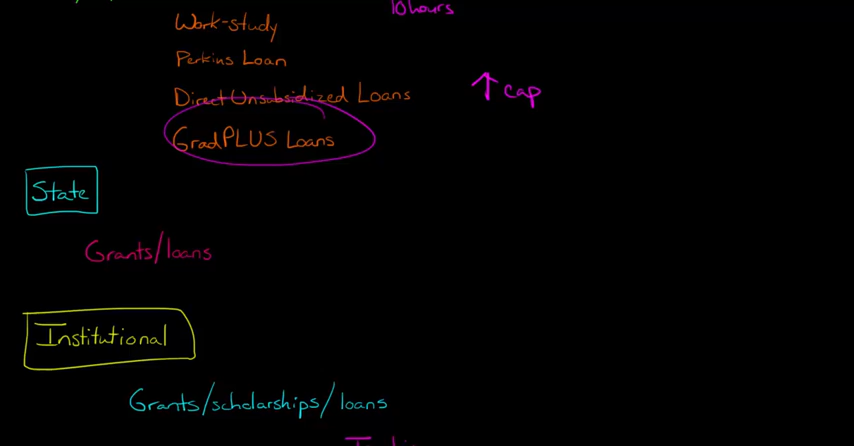 10 hours
Work-study
Perkins Loan
Direct Unsubsidized Loans
↑ cap
GradPLUS Loans
State
Grants/loans
Institutional
Grants/scholarships/loans